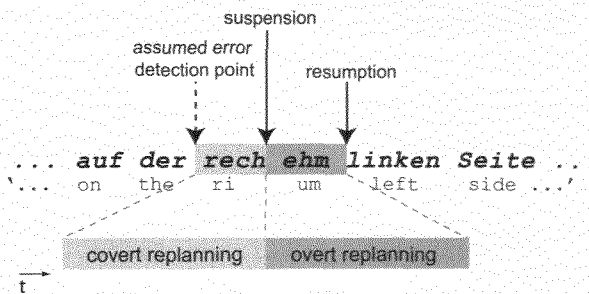 suspension
assumed error
detection point
resumption
... auf der rech ehm linken Seite ..
‘... on the ri um left side ...’
covert replanning overt replanning
t